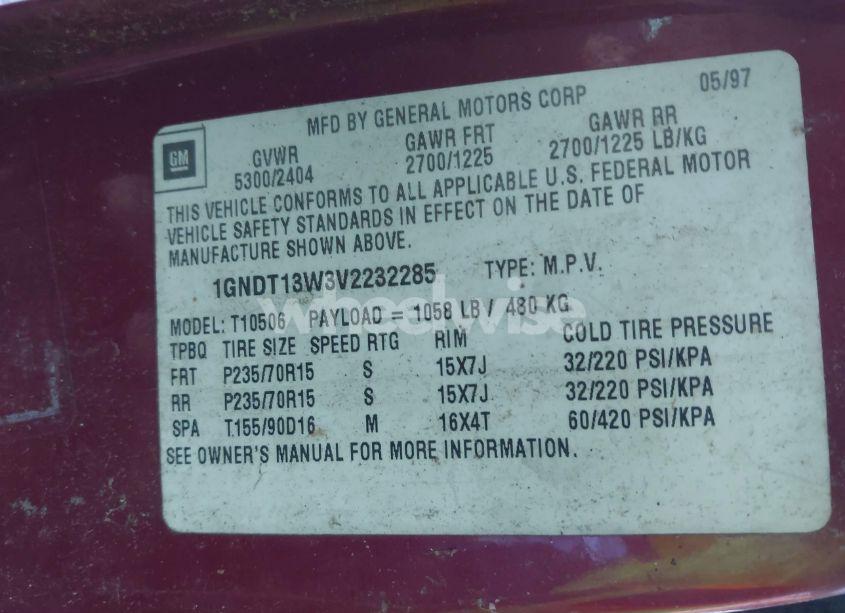 MFD BY GENERAL MOTORS CORP 05/97
GM
GVWR GAWR FRT GAWR RR
5300/2404 2700/1225 2700/1225 LB/KG
THIS VEHICLE CONFORMS TO ALL APPLICABLE U.S. FEDERAL MOTOR
VEHICLE SAFETY STANDARDS IN EFFECT ON THE DATE OF
MANUFACTURE SHOWN ABOVE.
1GNDT13W3V2232285 TYPE: M.P.V.
wheelwise
MODEL: T10506 PAYLOAD = 1058 LB / 480 KG
TPBQ TIRE SIZE SPEED RTG RIM COLD TIRE PRESSURE
FRT P235/70R15 S 15X7J 32/220 PSI/KPA
RR P235/70R15 S 15X7J 32/220 PSI/KPA
SPA T155/90D16 M 16X4T 60/420 PSI/KPA
SEE OWNER'S MANUAL FOR MORE INFORMATION.